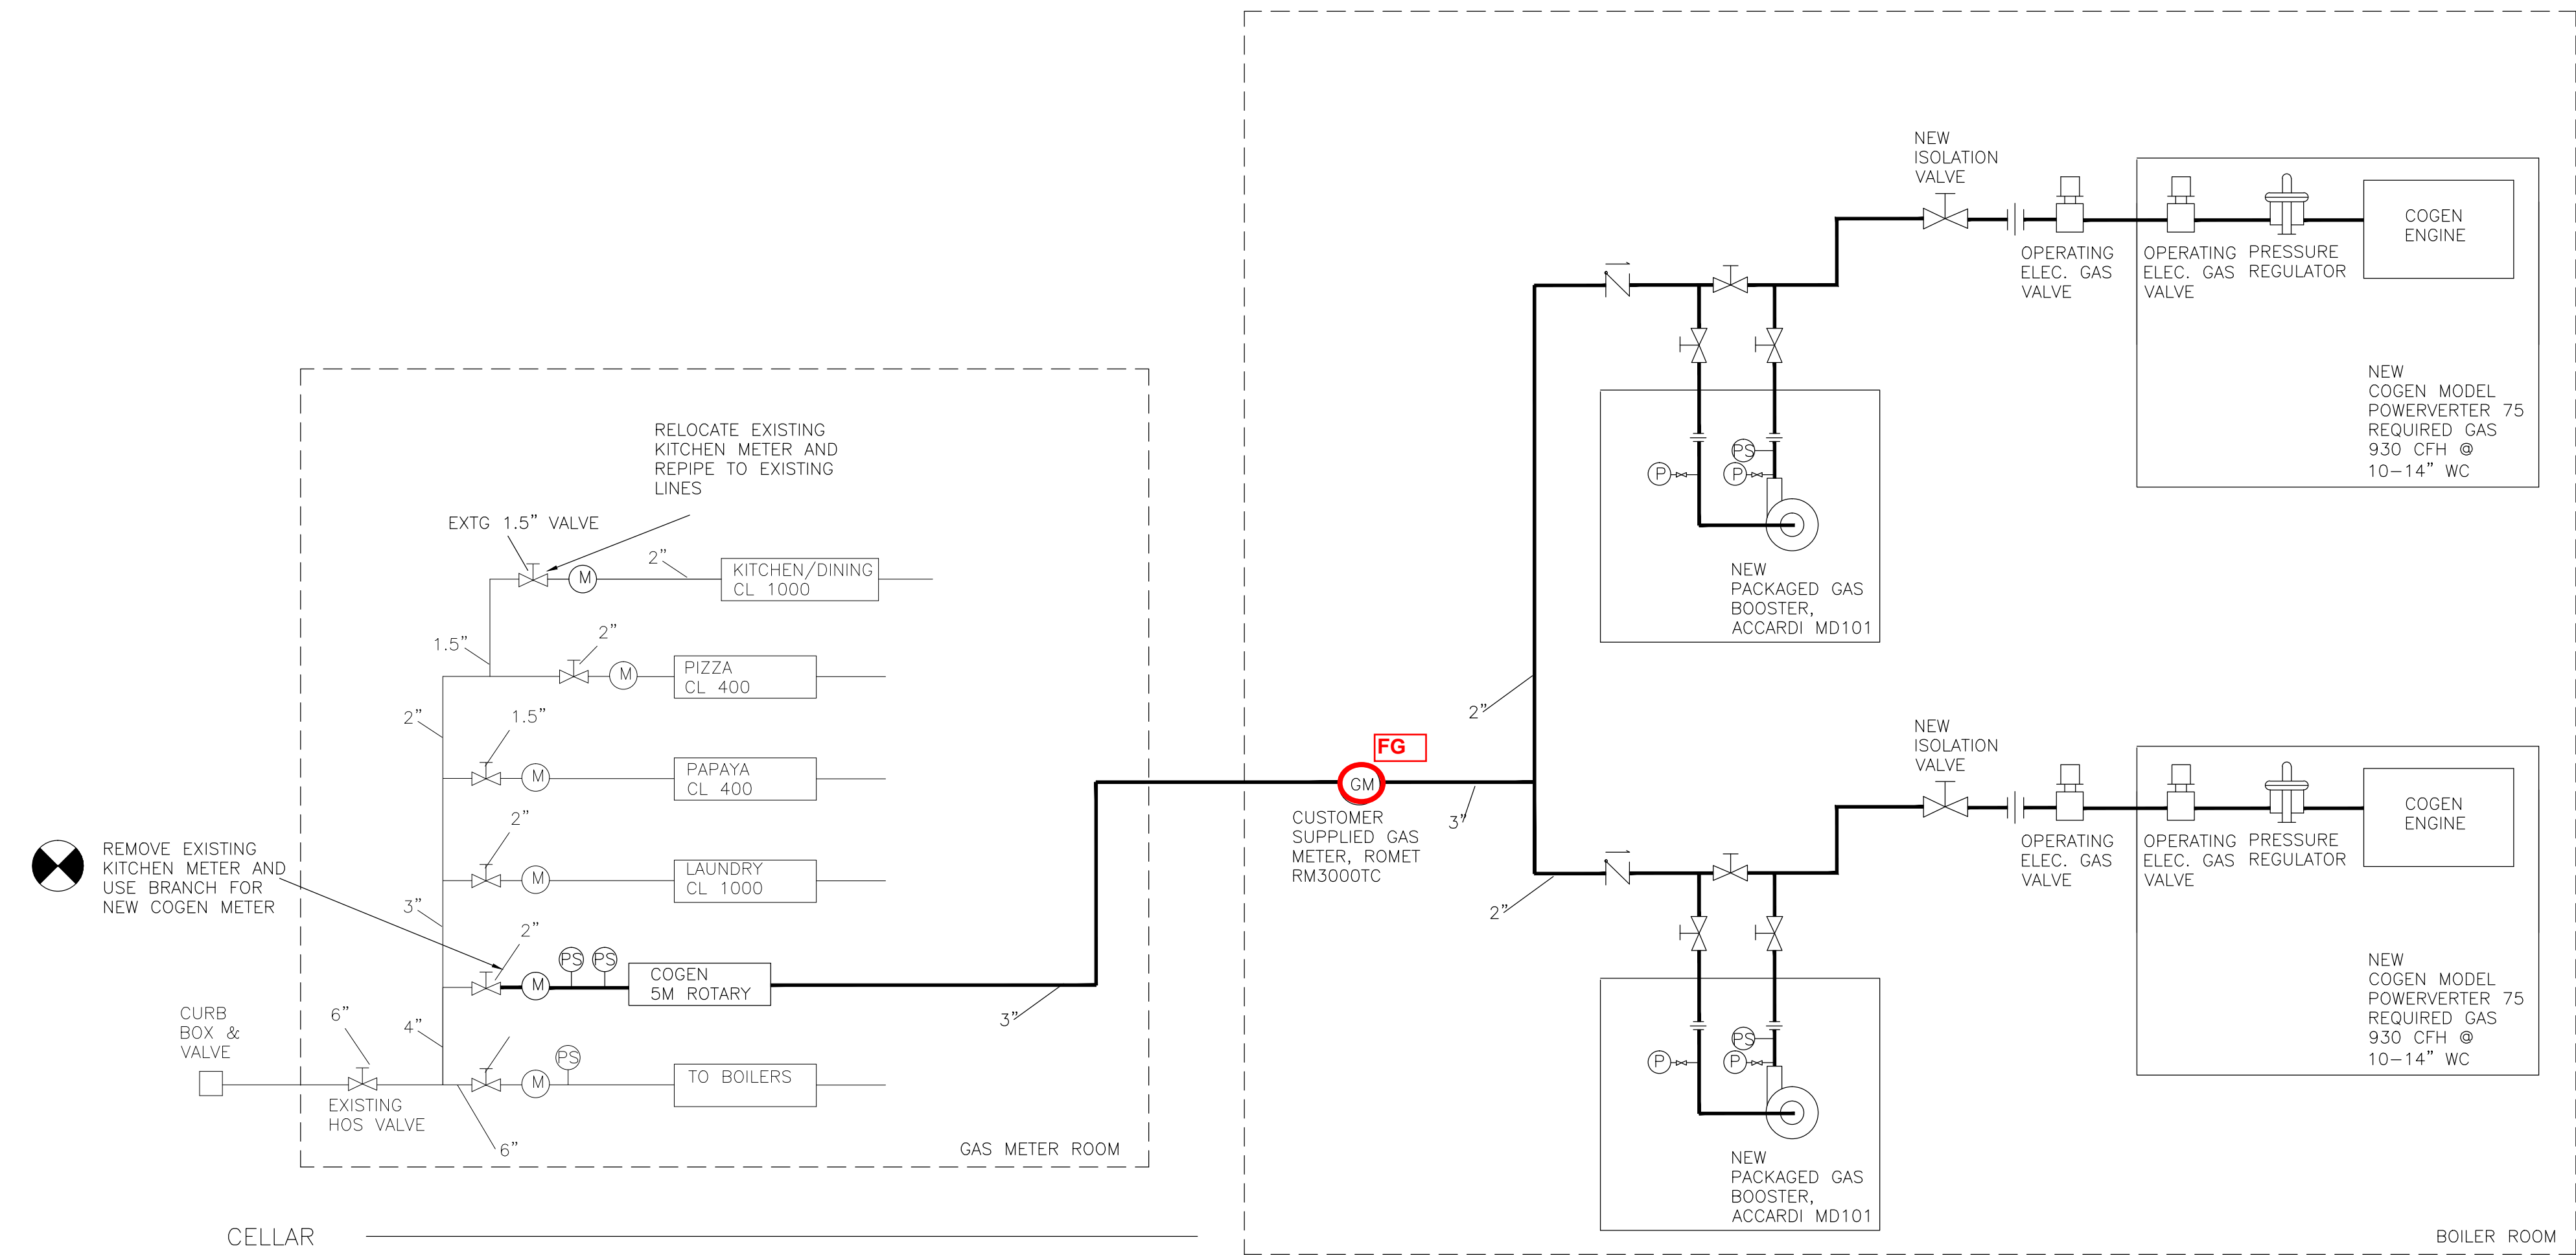 RELOCATE EXISTING
KITCHEN METER AND
REPIPE TO EXISTING
LINES
EXTG 1.5" VALVE
M
2"
KITCHEN/DINING
CL 1000
1.5"
2"
M
PIZZA
CL 400
2"
1.5"
M
PAPAYA
CL 400
2"
M
LAUNDRY
CL 1000
3"
REMOVE EXISTING
KITCHEN METER AND
USE BRANCH FOR
NEW COGEN METER
2"
M
PS
PS
COGEN
5M ROTARY
3"
CURB
BOX &
VALVE
6"
4"
M
PS
TO BOILERS
EXISTING
HOS VALVE
6"
GAS METER ROOM
CELLAR
FG
GM
CUSTOMER
SUPPLIED GAS
METER, ROMET
RM3000TC
3"
2"
2"
NEW
ISOLATION
VALVE
OPERATING
ELEC. GAS
VALVE
OPERATING
ELEC. GAS
VALVE
PRESSURE
REGULATOR
COGEN
ENGINE
NEW
COGEN MODEL
POWERVERTER 75
REQUIRED GAS
930 CFH @
10-14" WC
P
PS
P
NEW
PACKAGED GAS
BOOSTER,
ACCARDI MD101
NEW
ISOLATION
VALVE
OPERATING
ELEC. GAS
VALVE
OPERATING
ELEC. GAS
VALVE
PRESSURE
REGULATOR
COGEN
ENGINE
NEW
COGEN MODEL
POWERVERTER 75
REQUIRED GAS
930 CFH @
10-14" WC
P
PS
P
NEW
PACKAGED GAS
BOOSTER,
ACCARDI MD101
BOILER ROOM